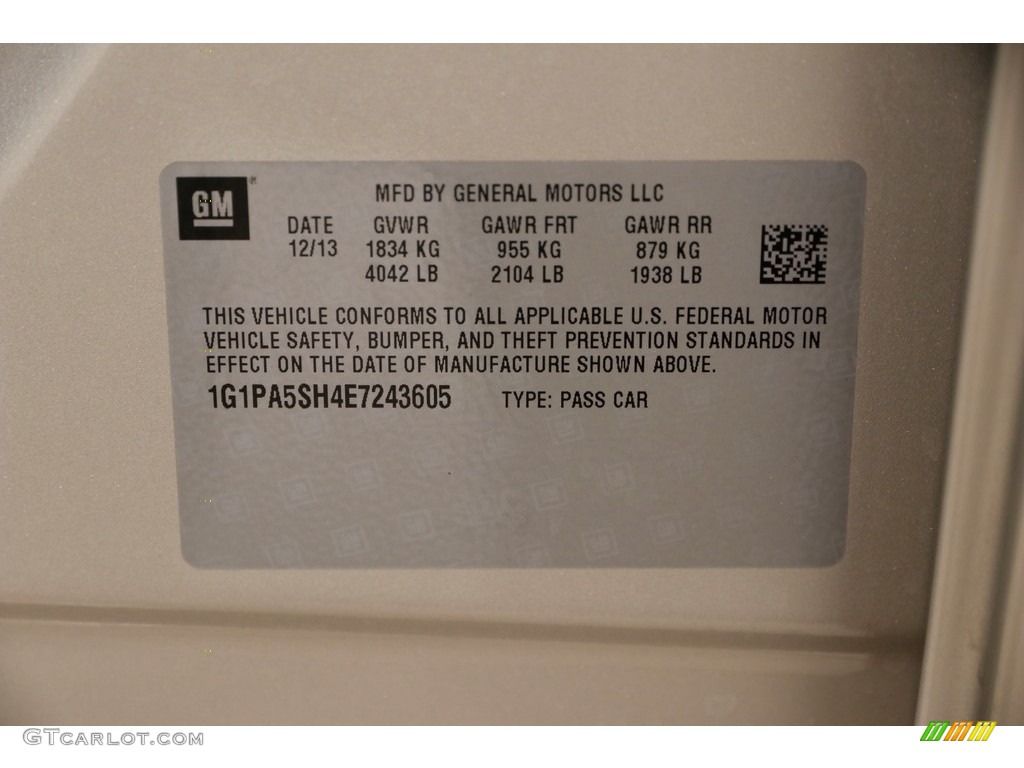 GM ®
MFD BY GENERAL MOTORS LLC
DATE GVWR GAWR FRT GAWR RR
12/13 1834 KG 955 KG 879 KG
4042 LB 2104 LB 1938 LB
THIS VEHICLE CONFORMS TO ALL APPLICABLE U.S. FEDERAL MOTOR
VEHICLE SAFETY, BUMPER, AND THEFT PREVENTION STANDARDS IN
EFFECT ON THE DATE OF MANUFACTURE SHOWN ABOVE.
1G1PA5SH4E7243605 TYPE: PASS CAR
GTCARLOT.COM